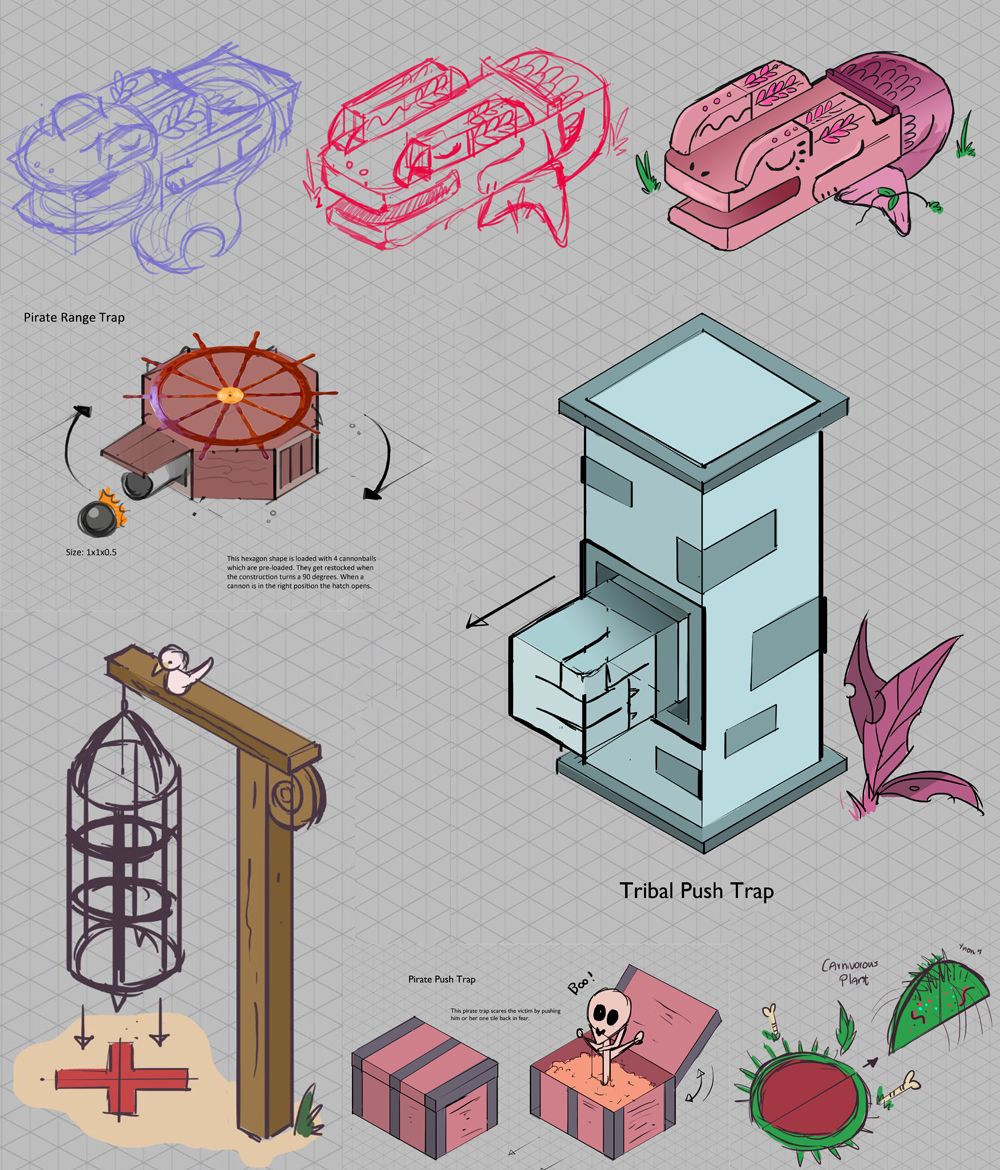 Pirate Range Trap
Size: 1x1x0.5
This hexagon shape is loaded with 4 cannonballs
which are pre-loaded. They get restocked when
the construction turns a 90 degrees. When a
cannon is in the right position the hatch opens.
Tribal Push Trap
Pirate Push Trap
This pirate trap scares the victim by pushing
him or her one tile back in fear.
Boo!
Carnivorous
Plant